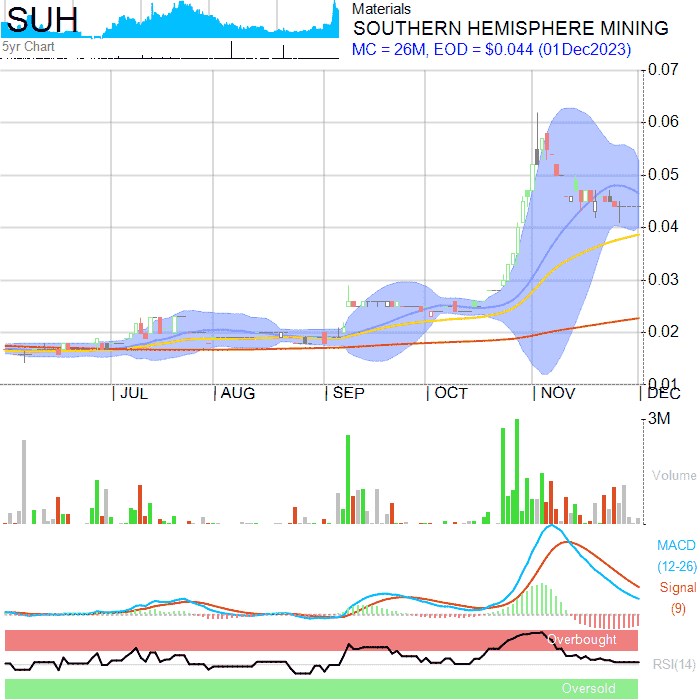 SUH
Materials
SOUTHERN HEMISPHERE MINING
5yr Chart
MC = 26M, EOD = $0.044 (01Dec2023)
0.07
0.06
0.05
0.04
0.03
0.02
0.01
JUL AUG SEP OCT NOV DEC
3M
Volume
MACD
(12-26)
Signal
(9)
Overbought
RSI(14)
Oversold